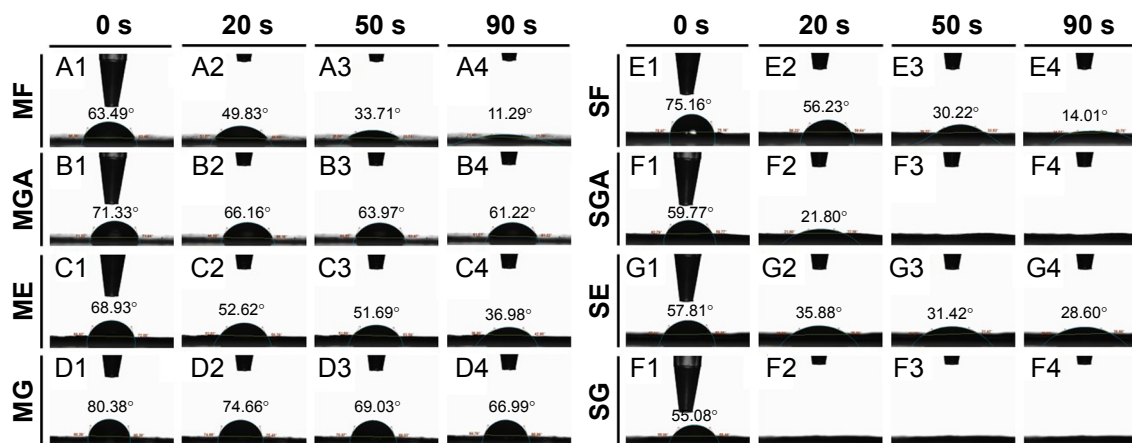 0 s 20 s 50 s 90 s 0 s 20 s 50 s 90 s
MF A1 A2 A3 A4 SF E1 E2 E3 E4
63.49° 49.83° 33.71° 11.29° 75.16° 56.23° 30.22° 14.01°
MGA B1 B2 B3 B4 SGA F1 F2 F3 F4
71.33° 66.16° 63.97° 61.22° 59.77° 21.80°
ME C1 C2 C3 C4 SE G1 G2 G3 G4
68.93° 52.62° 51.69° 36.98° 57.81° 35.88° 31.42° 28.60°
MG D1 D2 D3 D4 SG F1 F2 F3 F4
80.38° 74.66° 69.03° 66.99° 55.08°